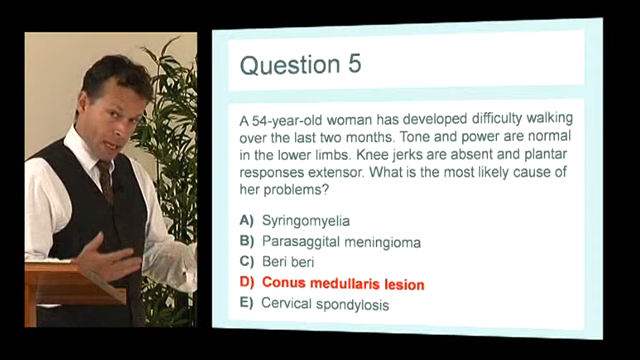 Question 5
A 54-year-old woman has developed difficulty walking
over the last two months. Tone and power are normal
in the lower limbs. Knee jerks are absent and plantar
responses extensor. What is the most likely cause of
her problems?
A) Syringomyelia
B) Parasaggital meningioma
C) Beri beri
D) Conus medullaris lesion
E) Cervical spondylosis